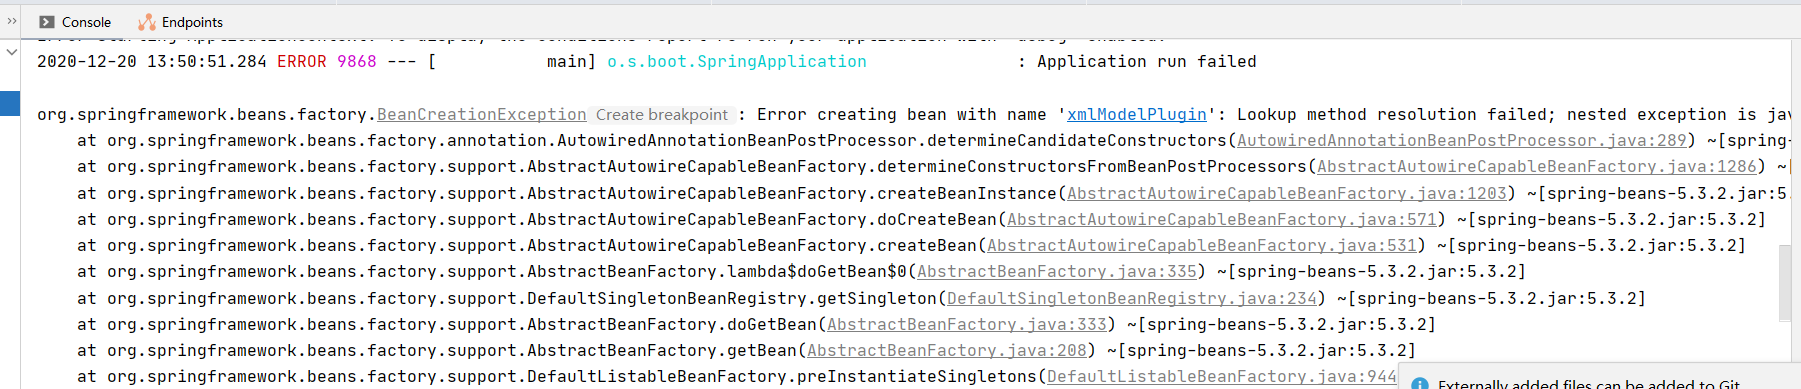 Console
Endpoints
2020-12-20 13:50:51.284 ERROR 9868 --- [           main] o.s.boot.SpringApplication               : Application run failed
org.springframework.beans.factory.BeanCreationException Create breakpoint : Error creating bean with name 'xmlModelPlugin': Lookup method resolution failed; nested exception is jav
at org.springframework.beans.factory.annotation.AutowiredAnnotationBeanPostProcessor.determineCandidateConstructors(AutowiredAnnotationBeanPostProcessor.java:289) ~[spring-
at org.springframework.beans.factory.support.AbstractAutowireCapableBeanFactory.determineConstructorsFromBeanPostProcessors(AbstractAutowireCapableBeanFactory.java:1286) ~[
at org.springframework.beans.factory.support.AbstractAutowireCapableBeanFactory.createBeanInstance(AbstractAutowireCapableBeanFactory.java:1203) ~[spring-beans-5.3.2.jar:5.
at org.springframework.beans.factory.support.AbstractAutowireCapableBeanFactory.doCreateBean(AbstractAutowireCapableBeanFactory.java:571) ~[spring-beans-5.3.2.jar:5.3.2]
at org.springframework.beans.factory.support.AbstractAutowireCapableBeanFactory.createBean(AbstractAutowireCapableBeanFactory.java:531) ~[spring-beans-5.3.2.jar:5.3.2]
at org.springframework.beans.factory.support.AbstractBeanFactory.lambda$doGetBean$0(AbstractBeanFactory.java:335) ~[spring-beans-5.3.2.jar:5.3.2]
at org.springframework.beans.factory.support.DefaultSingletonBeanRegistry.getSingleton(DefaultSingletonBeanRegistry.java:234) ~[spring-beans-5.3.2.jar:5.3.2]
at org.springframework.beans.factory.support.AbstractBeanFactory.doGetBean(AbstractBeanFactory.java:333) ~[spring-beans-5.3.2.jar:5.3.2]
at org.springframework.beans.factory.support.AbstractBeanFactory.getBean(AbstractBeanFactory.java:208) ~[spring-beans-5.3.2.jar:5.3.2]
at org.springframework.beans.factory.support.DefaultListableBeanFactory.preInstantiateSingletons(DefaultListableBeanFactory.java:944
Externally added files can be added to Git